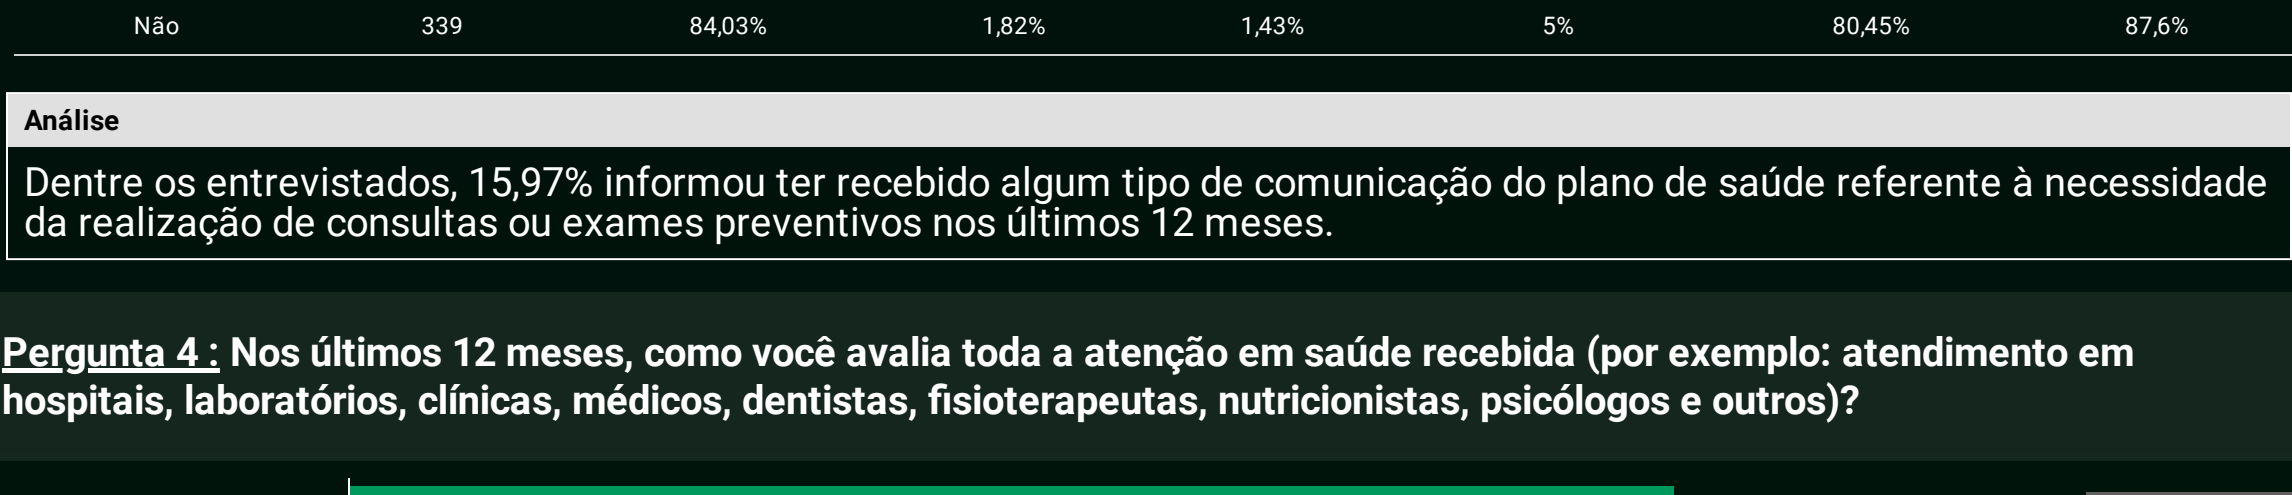 Não 339 84,03% 1,82% 1,43% 5% 80,45% 87,6%
Análise
Dentre os entrevistados, 15,97% informou ter recebido algum tipo de comunicação do plano de saúde referente à necessidade
da realização de consultas ou exames preventivos nos últimos 12 meses.
Pergunta 4 : Nos últimos 12 meses, como você avalia toda a atenção em saúde recebida (por exemplo: atendimento em
hospitais, laboratórios, clínicas, médicos, dentistas, fisioterapeutas, nutricionistas, psicólogos e outros)?